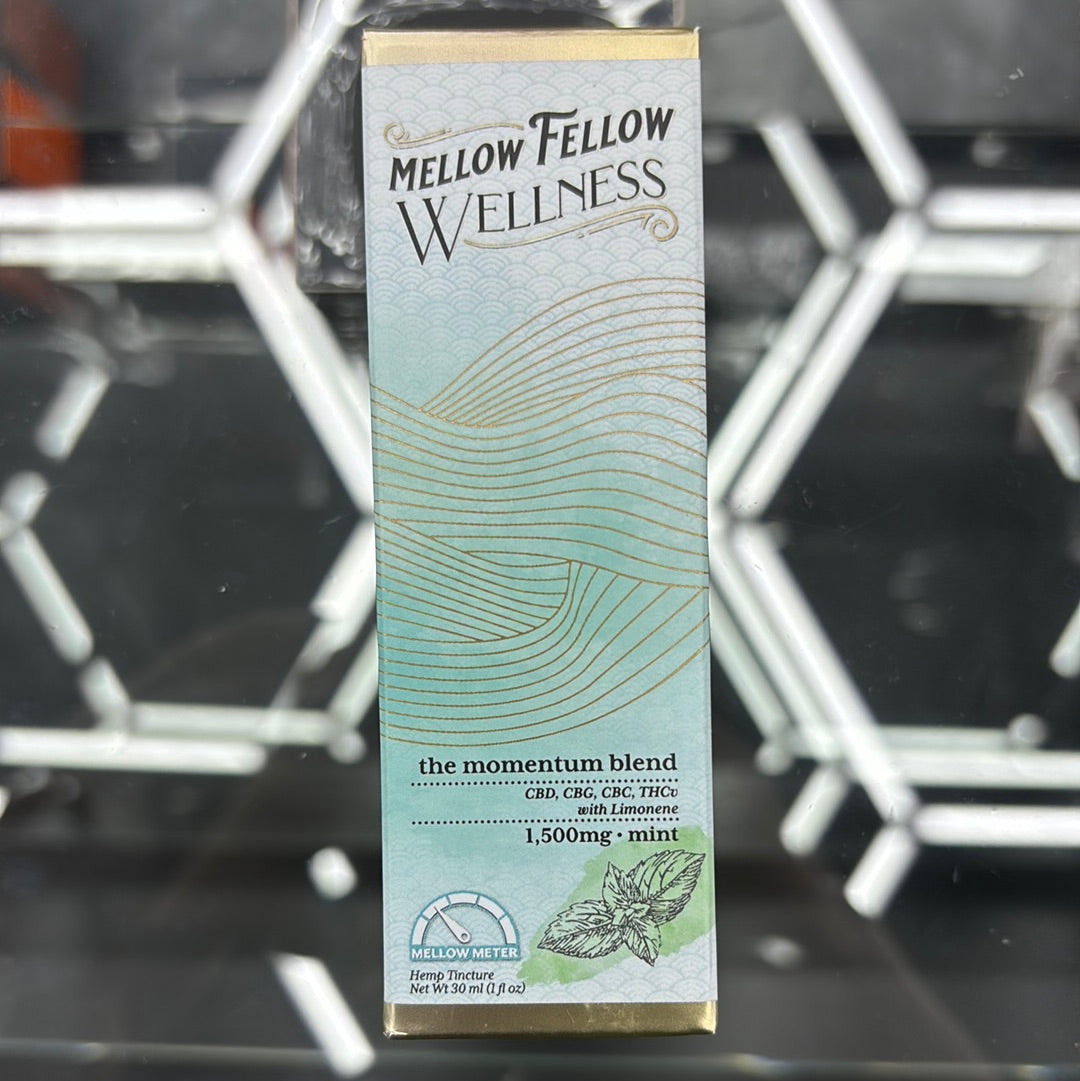 MELLOW FELLOW
WELLNESS
the momentum blend
CBD, CBG, CBC, THCv
with Limonene
1,500mg • mint
MELLOW METER
Hemp Tincture
Net Wt 30 ml (1 fl oz)